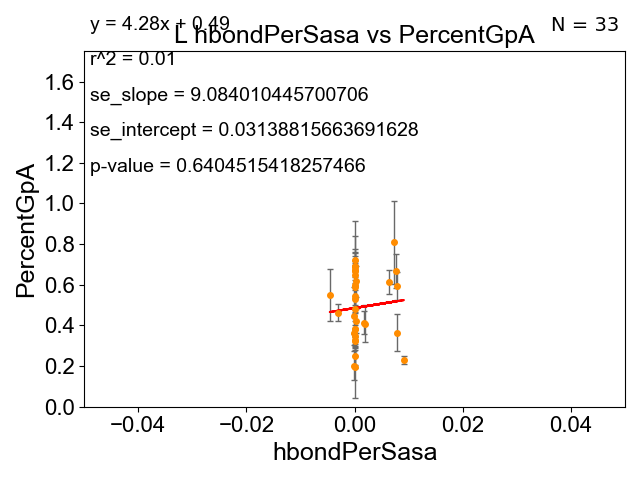 y = 4.28x + 0.49
N = 33
L hbondPerSasa vs PercentGpA
r^2 = 0.01
se_slope = 9.084010445700706
se_intercept = 0.03138815663691628
p-value = 0.6404515418257466
PercentGpA
1.6
1.4
1.2
1.0
0.8
0.6
0.4
0.2
0.0
−0.04 −0.02 0.00 0.02 0.04
hbondPerSasa